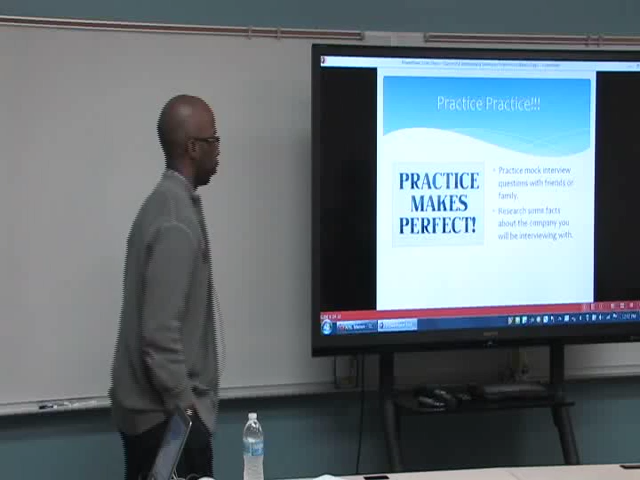 Practice Practice!!!
PRACTICE
MAKES
PERFECT!
Practice mock interview
questions with friends or
family.
Research some facts
about the company you
will be interviewing with.